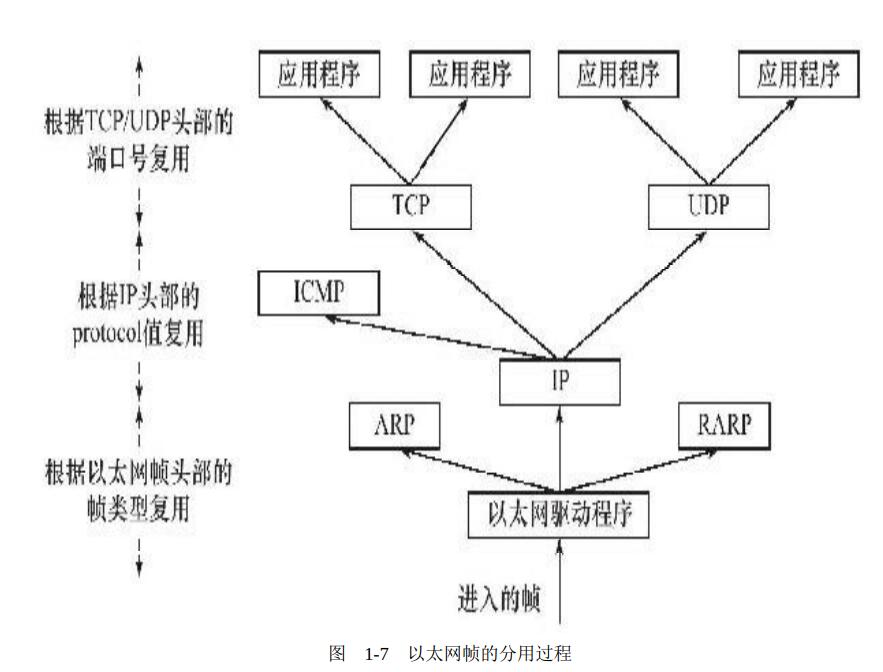 应用程序
应用程序
应用程序
应用程序
根据TCP/UDP头部的
端口号复用
TCP
UDP
ICMP
根据IP头部的
protocol值复用
IP
ARP
RARP
根据以太网帧头部的
帧类型复用
以太网驱动程序
进入的帧
图 1-7 以太网帧的分用过程